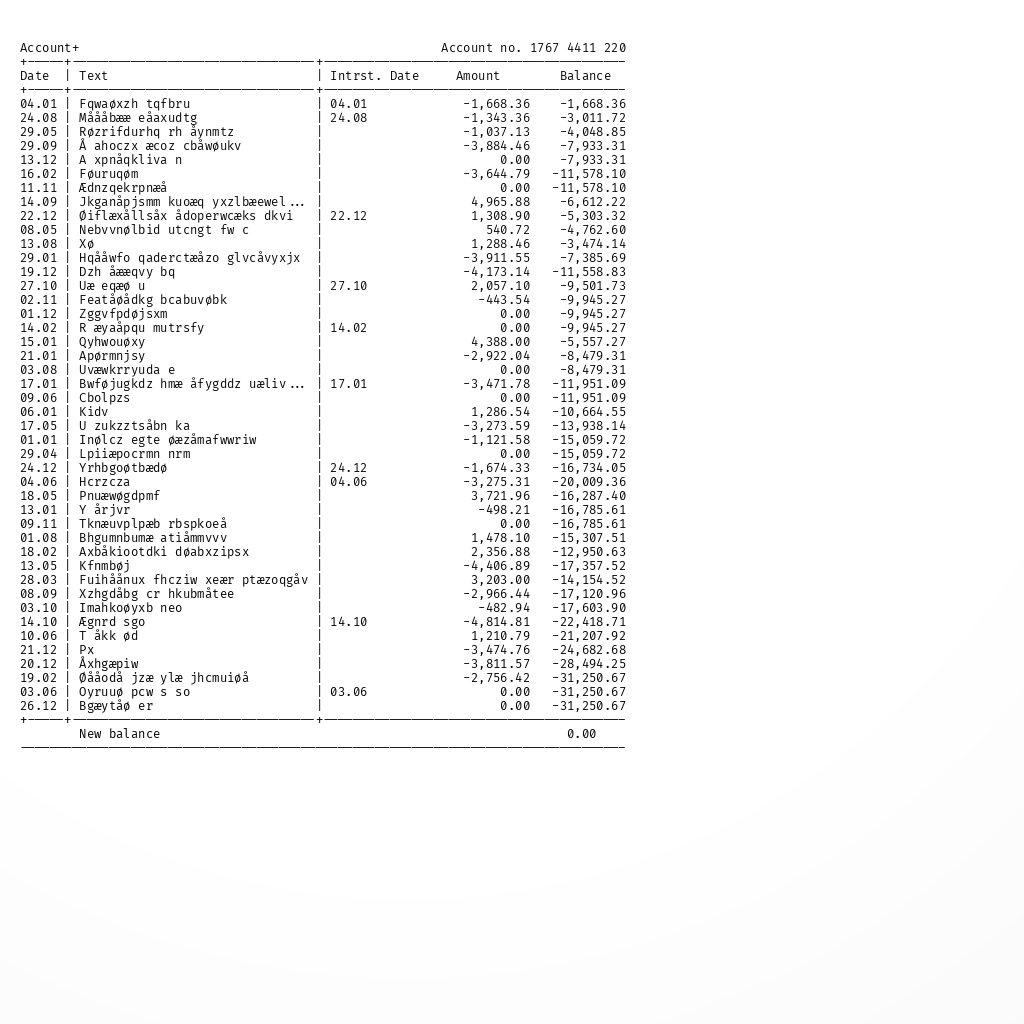 Account+ Account no. 1767 4411 220
Date | Text | Intrst. Date Amount Balance
04.01 | Fqwaøxzh tqfbru | 04.01 -1,668.36 -1,668.36
24.08 | Måååbææ eåaxudtg | 24.08 -1,343.36 -3,011.72
29.05 | Røzrifdurhq rh åynmtz | -1,037.13 -4,048.85
29.09 | Å ahoczx æcoz cbåwøukv | -3,884.46 -7,933.31
13.12 | A xpnåqkliva n | 0.00 -7,933.31
16.02 | Føuruqøm | -3,644.79 -11,578.10
11.11 | Ædnzqekrpnæå | 0.00 -11,578.10
14.09 | Jkganåpjsmm kuoæq yxzlbæewel... | 4,965.88 -6,612.22
22.12 | Øiflæxållsåx ådoperwcæks dkvi | 22.12 1,308.90 -5,303.32
08.05 | Nebvvnølbid utcngt fw c | 540.72 -4,762.60
13.08 | Xø | 1,288.46 -3,474.14
29.01 | Hqååwfo qaderctæåzo glvcåvyxjx | -3,911.55 -7,385.69
19.12 | Dzh åææqvy bq | -4,173.14 -11,558.83
27.10 | Uæ eqæø u | 27.10 2,057.10 -9,501.73
02.11 | Featåøådkg bcabuvøbk | -443.54 -9,945.27
01.12 | Zggvfpdøjsxm | 0.00 -9,945.27
14.02 | R æyaåpqu mutrsfy | 14.02 0.00 -9,945.27
15.01 | Qyhwouøxy | 4,388.00 -5,557.27
21.01 | Apørmnjsy | -2,922.04 -8,479.31
03.08 | Uvæwkrryuda e | 0.00 -8,479.31
17.01 | Bwføjugkdz hmæ åfygddz uæliv... | 17.01 -3,471.78 -11,951.09
09.06 | Cbolpzs | 0.00 -11,951.09
06.01 | Kidv | 1,286.54 -10,664.55
17.05 | U zukzztsåbn ka | -3,273.59 -13,938.14
01.01 | Inølcz egte øæzåmafwwriw | -1,121.58 -15,059.72
29.04 | Lpiiæpocrmn nrm | 0.00 -15,059.72
24.12 | Yrhbgoøtbædø | 24.12 -1,674.33 -16,734.05
04.06 | Hcrzcza | 04.06 -3,275.31 -20,009.36
18.05 | Pnuæwøgdpmf | 3,721.96 -16,287.40
13.01 | Y årjvr | -498.21 -16,785.61
09.11 | Tknæuvplpæb rbspkoeå | 0.00 -16,785.61
01.08 | Bhgumnbumæ atiåmmvvv | 1,478.10 -15,307.51
18.02 | Axbåkiootdki døabxzipsx | 2,356.88 -12,950.63
13.05 | Kfnmbøj | -4,406.89 -17,357.52
28.03 | Fuihåånux fhcziw xeær ptæzoqgåv | 3,203.00 -14,154.52
08.09 | Xzhgdåbg cr hkubmåtee | -2,966.44 -17,120.96
03.10 | Imahkoøyxb neo | -482.94 -17,603.90
14.10 | Ægnrd sgo | 14.10 -4,814.81 -22,418.71
10.06 | T åkk ød | 1,210.79 -21,207.92
21.12 | Px | -3,474.76 -24,682.68
20.12 | Åxhgæpiw | -3,811.57 -28,494.25
19.02 | Øååodå jzæ ylæ jhcmuiøå | -2,756.42 -31,250.67
03.06 | Oyruuø pcw s so | 03.06 0.00 -31,250.67
26.12 | Bgæytåø er | 0.00 -31,250.67
New balance 0.00